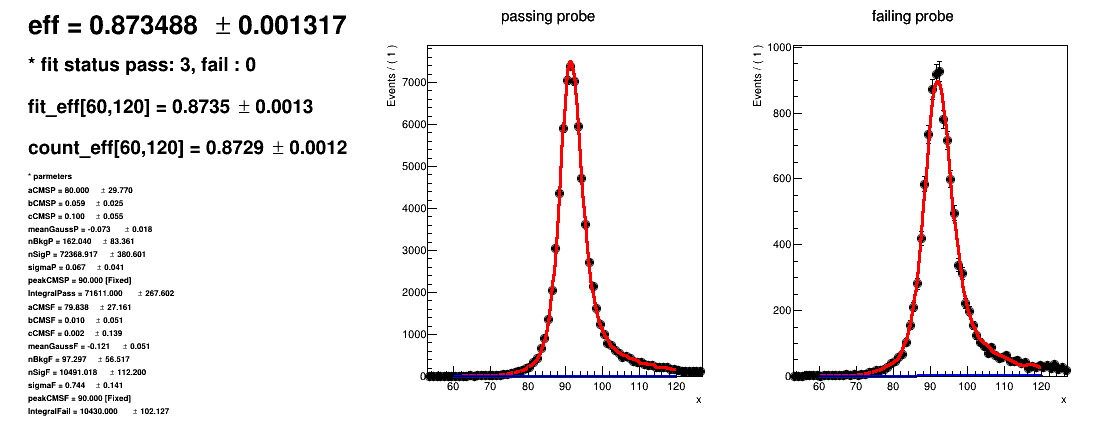 eff = 0.873488 ± 0.001317
* fit status pass: 3, fail : 0
fit_eff[60,120] = 0.8735 ± 0.0013
count_eff[60,120] = 0.8729 ± 0.0012
* parmeters
aCMSP = 80.000 ± 29.770
bCMSP = 0.059 ± 0.025
cCMSP = 0.100 ± 0.055
meanGaussP = -0.073 ± 0.018
nBkgP = 162.040 ± 83.361
nSigP = 72368.917 ± 380.601
sigmaP = 0.067 ± 0.041
peakCMSP = 90.000 [Fixed]
IntegralPass = 71611.000 ± 267.602
aCMSF = 79.838 ± 27.161
bCMSF = 0.010 ± 0.051
cCMSF = 0.002 ± 0.139
meanGaussF = -0.121 ± 0.051
nBkgF = 97.297 ± 56.517
nSigF = 10491.018 ± 112.200
sigmaF = 0.744 ± 0.141
peakCMSF = 90.000 [Fixed]
IntegralFail = 10430.000 ± 102.127
passing probe
Events / ( 1 )
7000
6000
5000
4000
3000
2000
1000
0
60 70 80 90 100 110 120
x
failing probe
Events / ( 1 )
1000
800
600
400
200
0
60 70 80 90 100 110 120
x